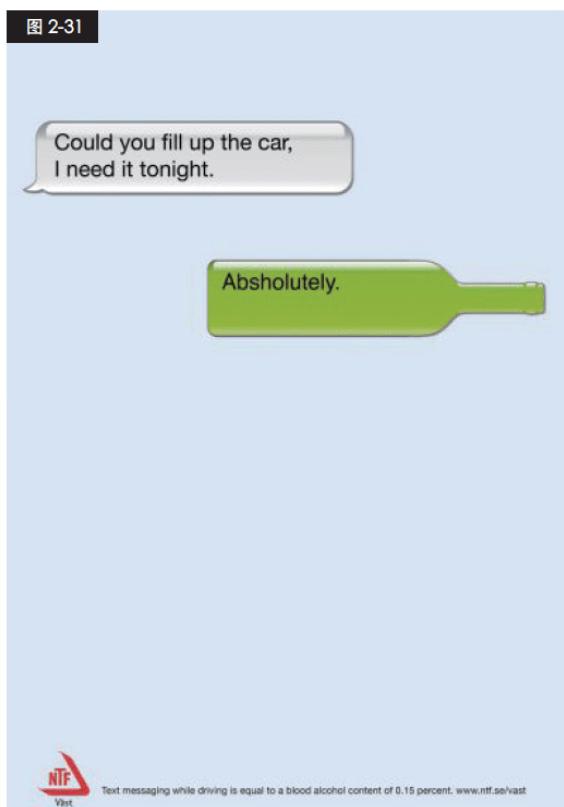 图 2-31
Could you fill up the car,
I need it tonight.
Absholutely.
NTF
Väst
Text messaging while driving is equal to a blood alcohol content of 0.15 percent. www.ntf.se/vast